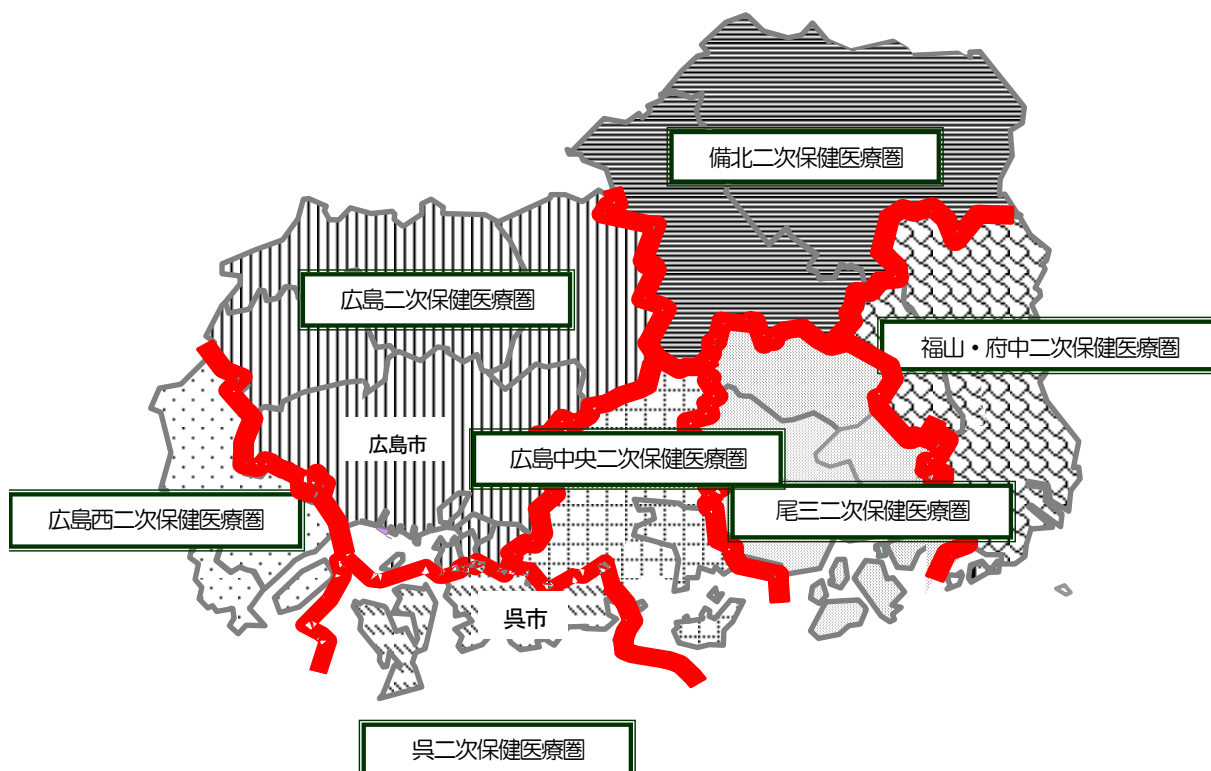 備北二次保健医療圏
広島二次保健医療圏
福山・府中二次保健医療圏
広島市
広島中央二次保健医療圏
尾三二次保健医療圏
広島西二次保健医療圏
呉市
呉二次保健医療圏